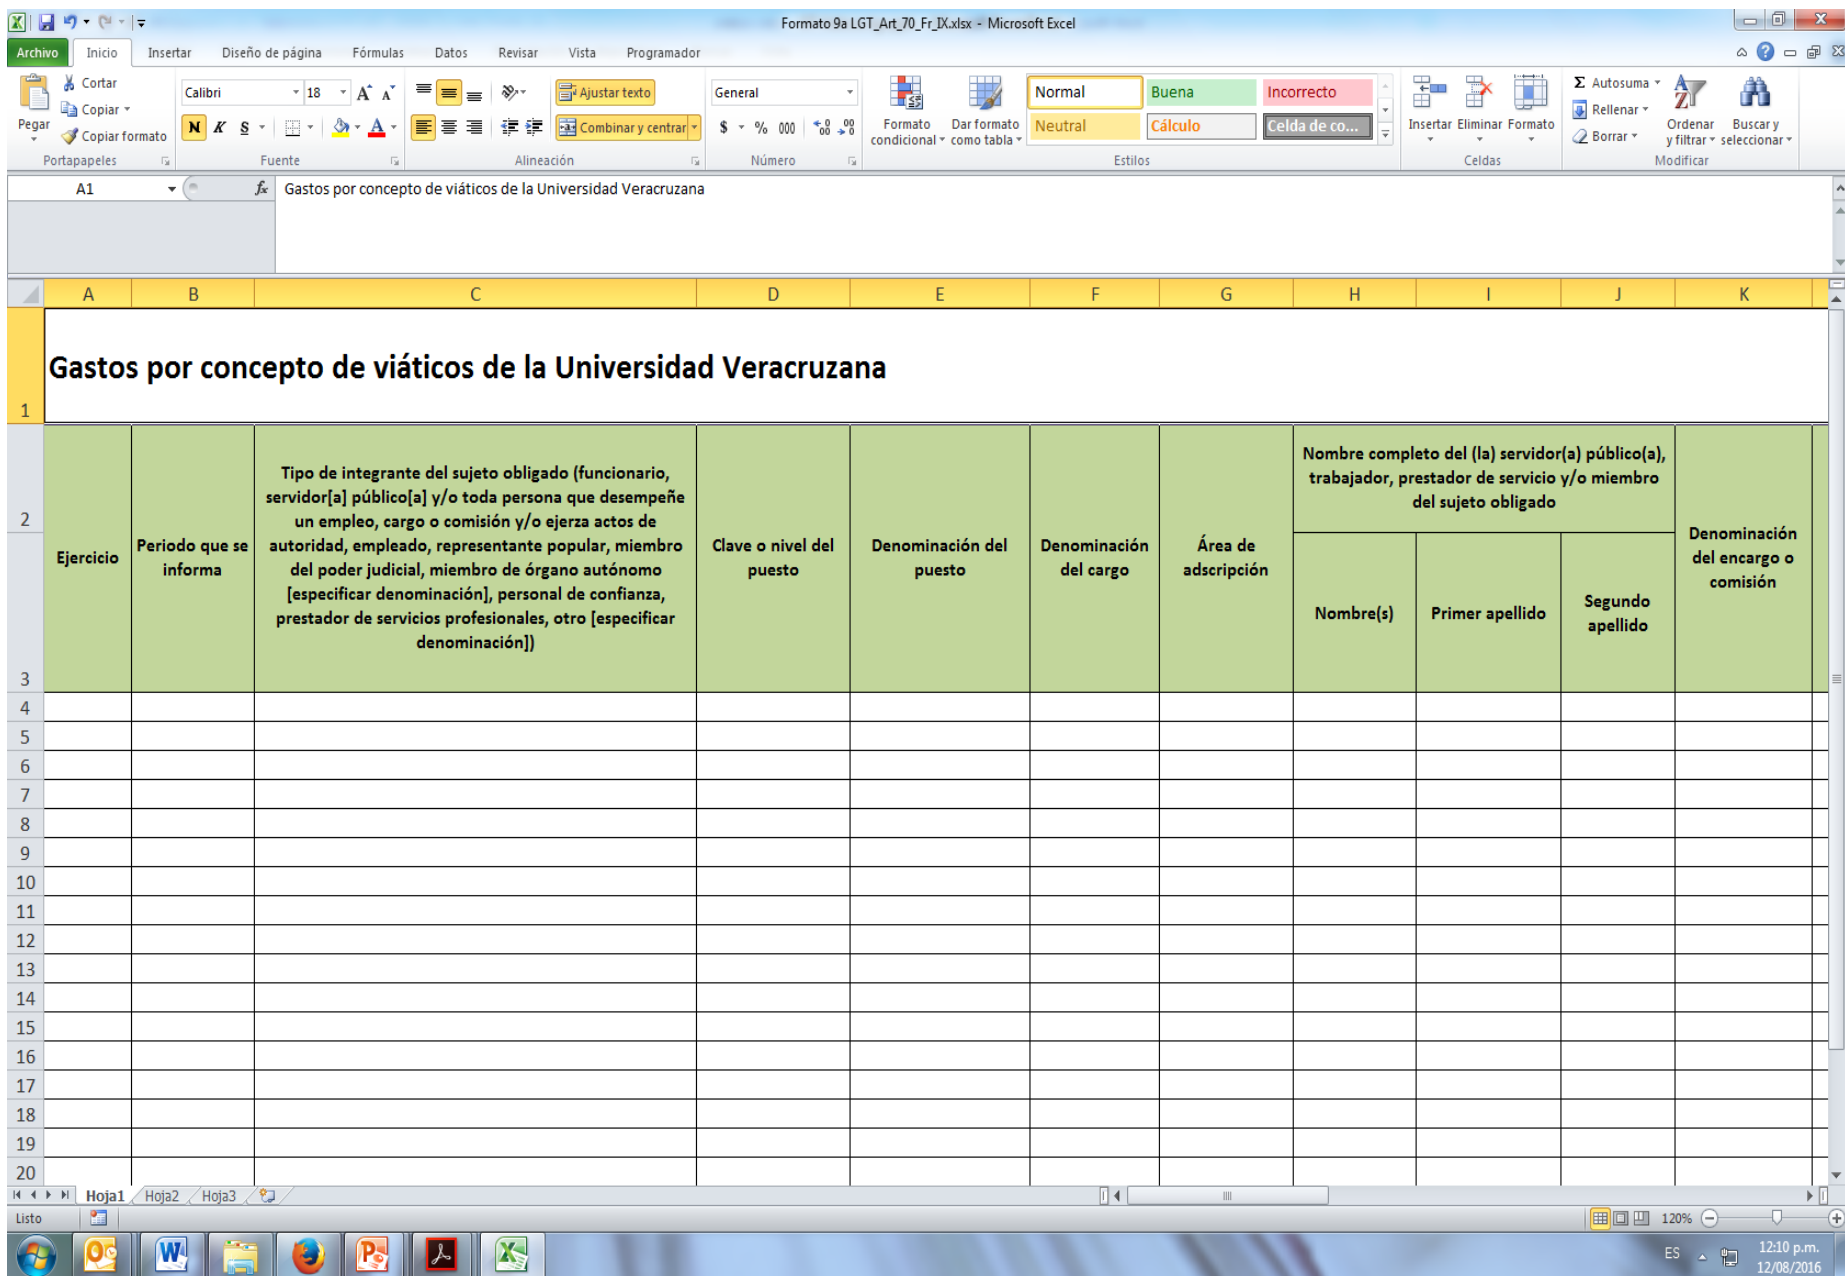 Formato 9a LGT_Art_70_Fr_IX.xlsx - Microsoft Excel
Archivo Inicio Insertar Diseño de página Fórmulas Datos Revisar Vista Programador
Pegar
Cortar
Copiar
Copiar formato
Portapapeles
Calibri 18
N K S
Fuente
Ajustar texto
Combinar y centrar
Alineación
General
$ % 000
Número
Formato condicional
Dar formato como tabla
Normal Buena Incorrecto
Neutral Cálculo Celda de co...
Estilos
Insertar Eliminar Formato
Celdas
Σ Autosuma
Rellenar
Borrar
Ordenar y filtrar
Buscar y seleccionar
Modificar
A1 fx Gastos por concepto de viáticos de la Universidad Veracruzana
A B C D E F G H I J K
1
Gastos por concepto de viáticos de la Universidad Veracruzana
2
3
Ejercicio
Periodo que se
informa
Tipo de integrante del sujeto obligado (funcionario,
servidor[a] público[a] y/o toda persona que desempeñe
un empleo, cargo o comisión y/o ejerza actos de
autoridad, empleado, representante popular, miembro
del poder judicial, miembro de órgano autónomo
[especificar denominación], personal de confianza,
prestador de servicios profesionales, otro [especificar
denominación])
Clave o nivel del
puesto
Denominación del
puesto
Denominación
del cargo
Área de
adscripción
Nombre completo del (la) servidor(a) público(a),
trabajador, prestador de servicio y/o miembro
del sujeto obligado
Nombre(s)
Primer apellido
Segundo
apellido
Denominación
del encargo o
comisión
4
5
6
7
8
9
10
11
12
13
14
15
16
17
18
19
20
Hoja1 Hoja2 Hoja3
Listo
120%
ES
12:10 p.m.
12/08/2016